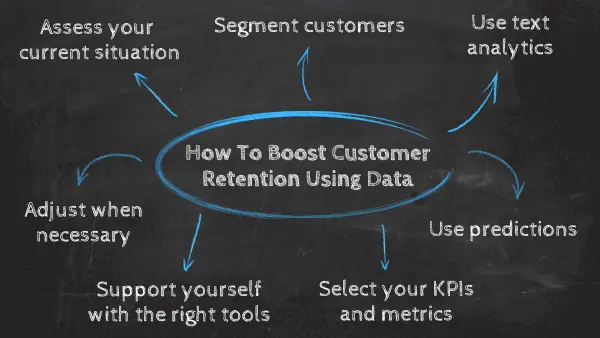 Assess your
current situation
Segment customers
Use text
analytics
How To Boost Customer
Retention Using Data
Adjust when
necessary
Use predictions
Support yourself
with the right tools
Select your KPIs
and metrics